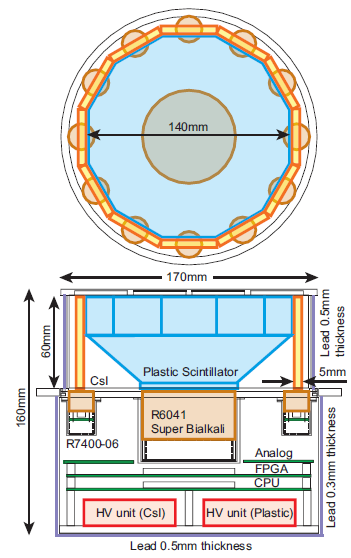 140mm
170mm
Lead 0.5mm
thickness
60mm
160mm
Plastic Scintillator
5mm
CsI
R6041
Super Bialkali
R7400-06
Analog
FPGA
CPU
Lead 0.3mm thickness
HV unit (CsI)
HV unit (Plastic)
Lead 0.5mm thickness